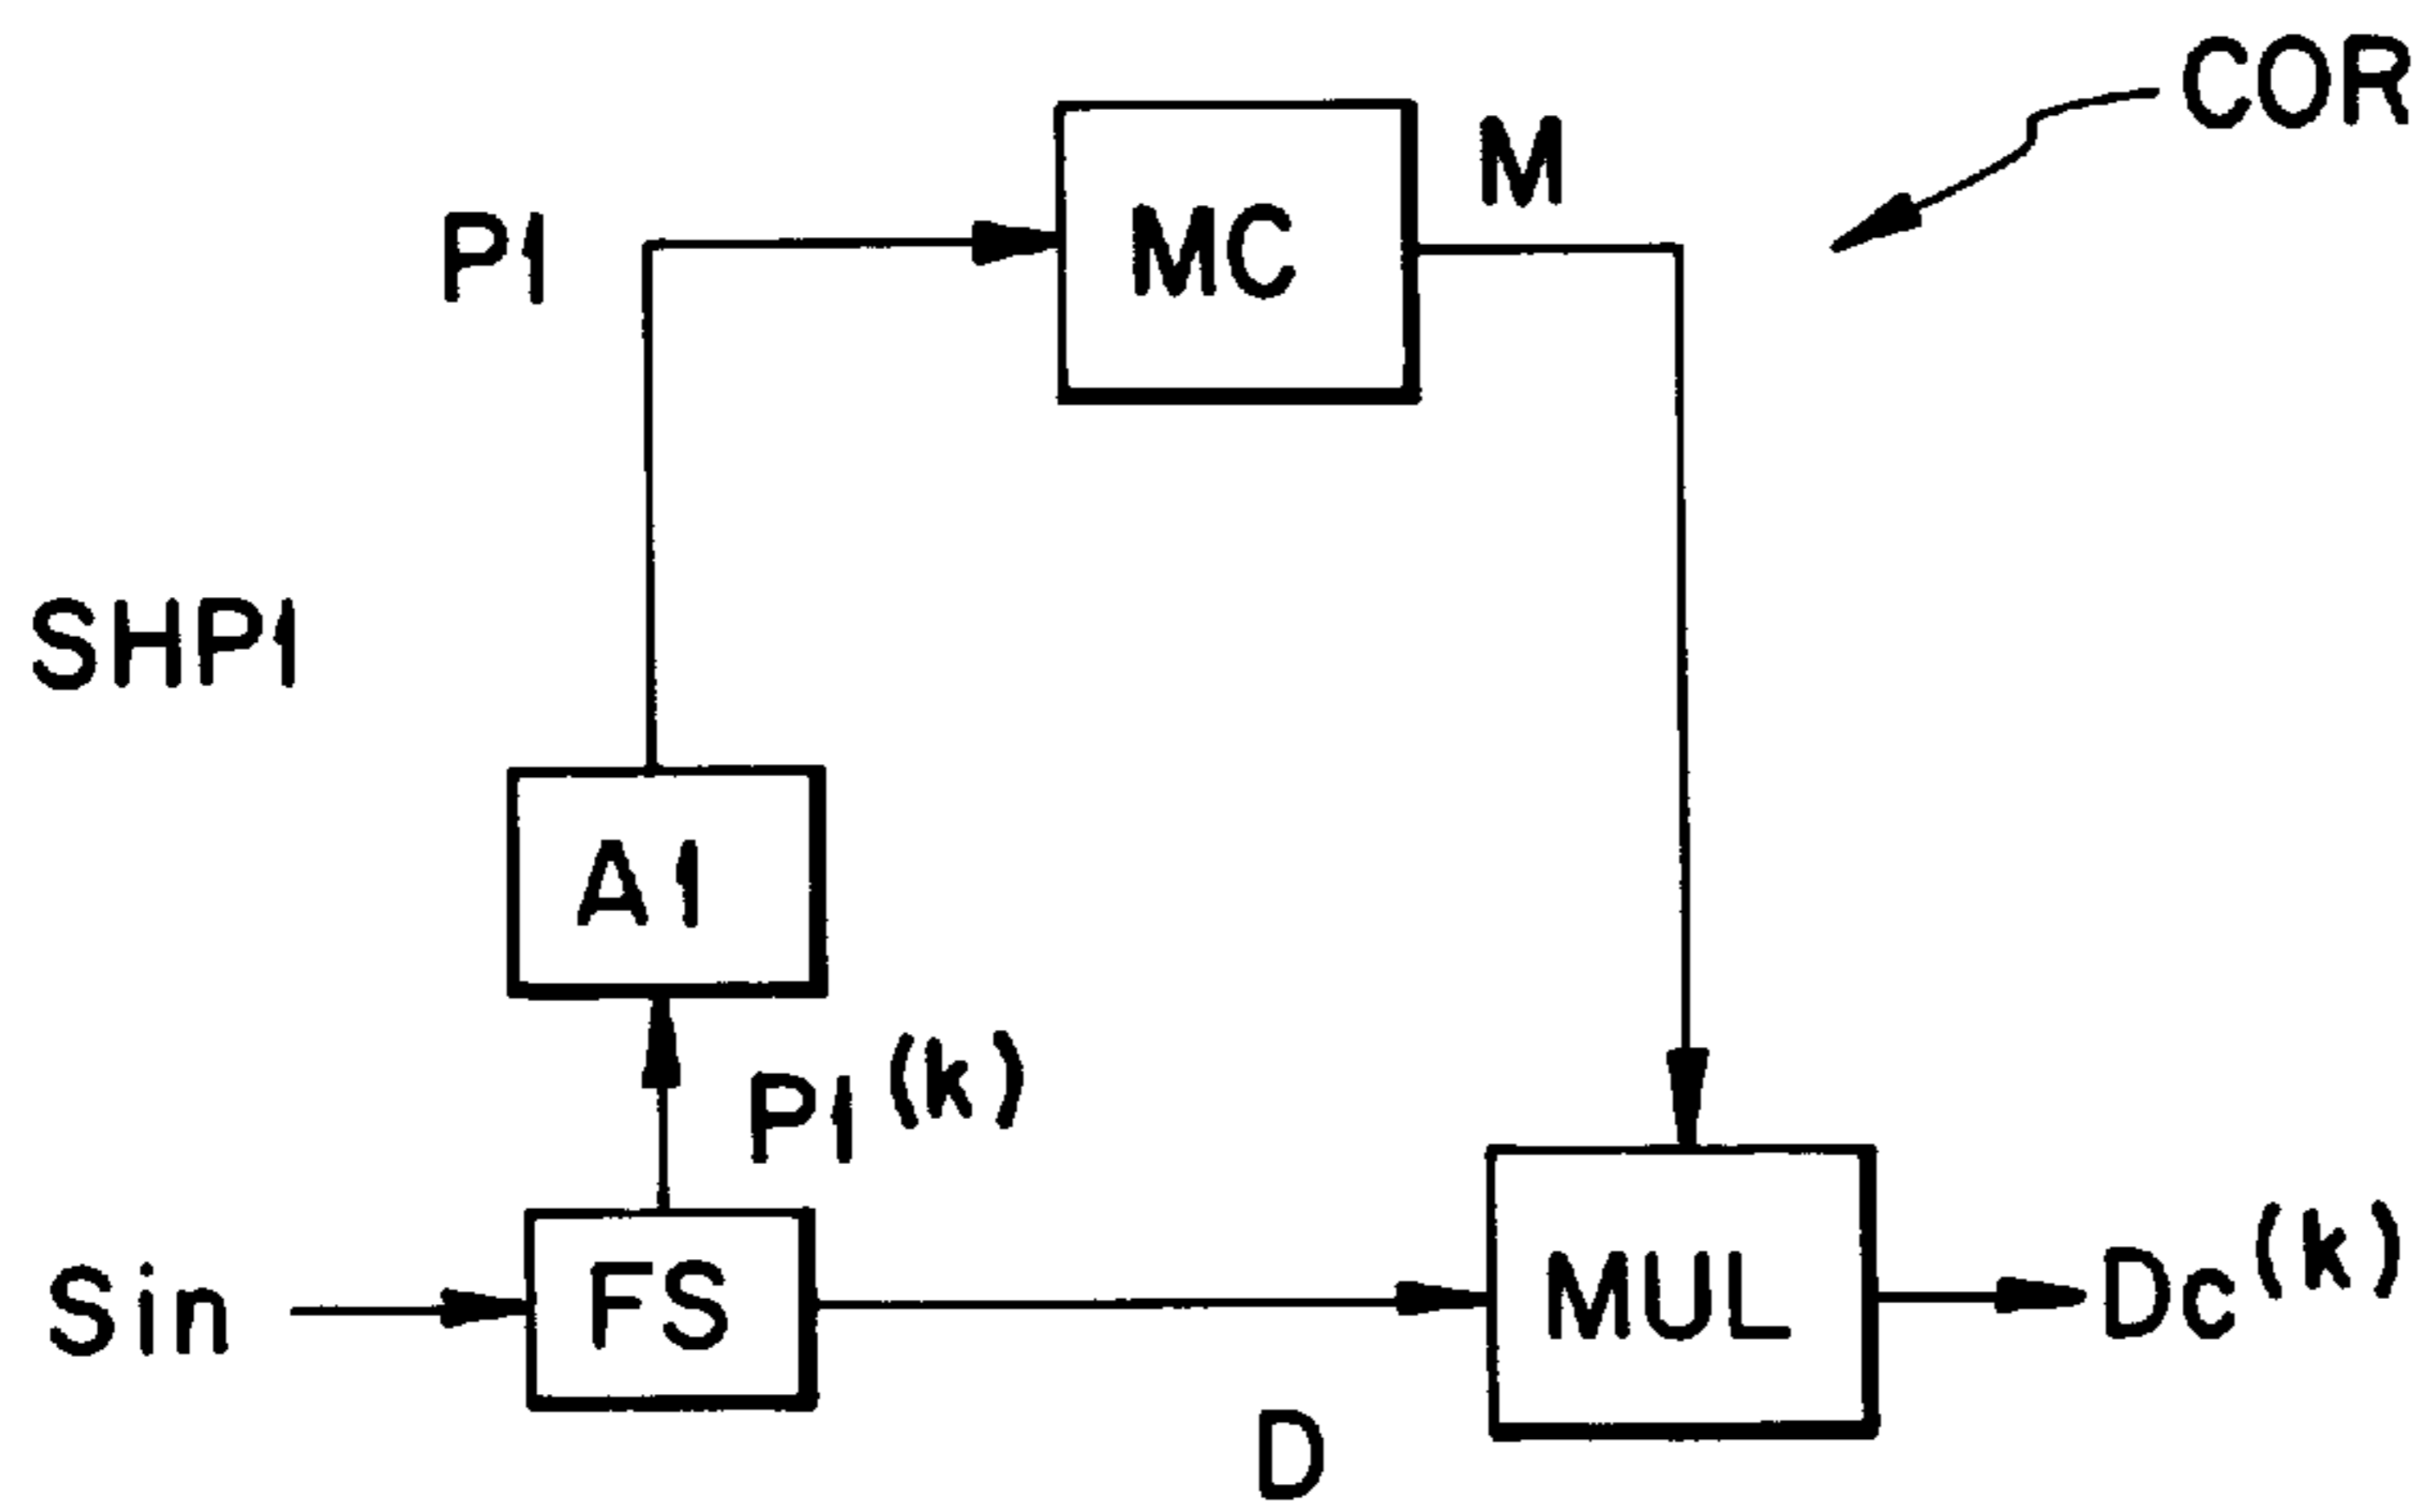 COR
M
P1
MC
SHP1
A1
P1(k)
Sin
FS
MUL
Dc(k)
D